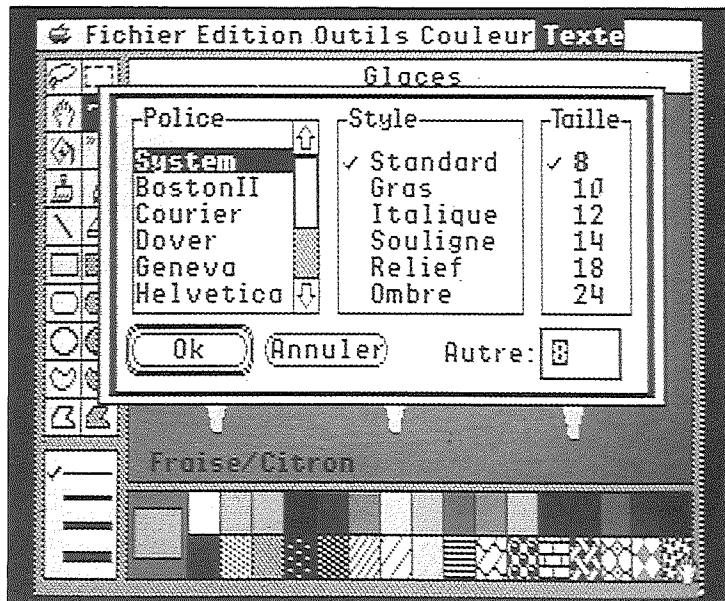 Fichier Edition Outils Couleur Texte
Glaces
Police Style Taille
System ✓ Standard ✓ 8
BostonII Gras 10
Courier Italique 12
Dover Souligne 14
Geneva Relief 18
Helvetica Ombre 24
Ok Annuler Autre: 8
Fraise/Citron